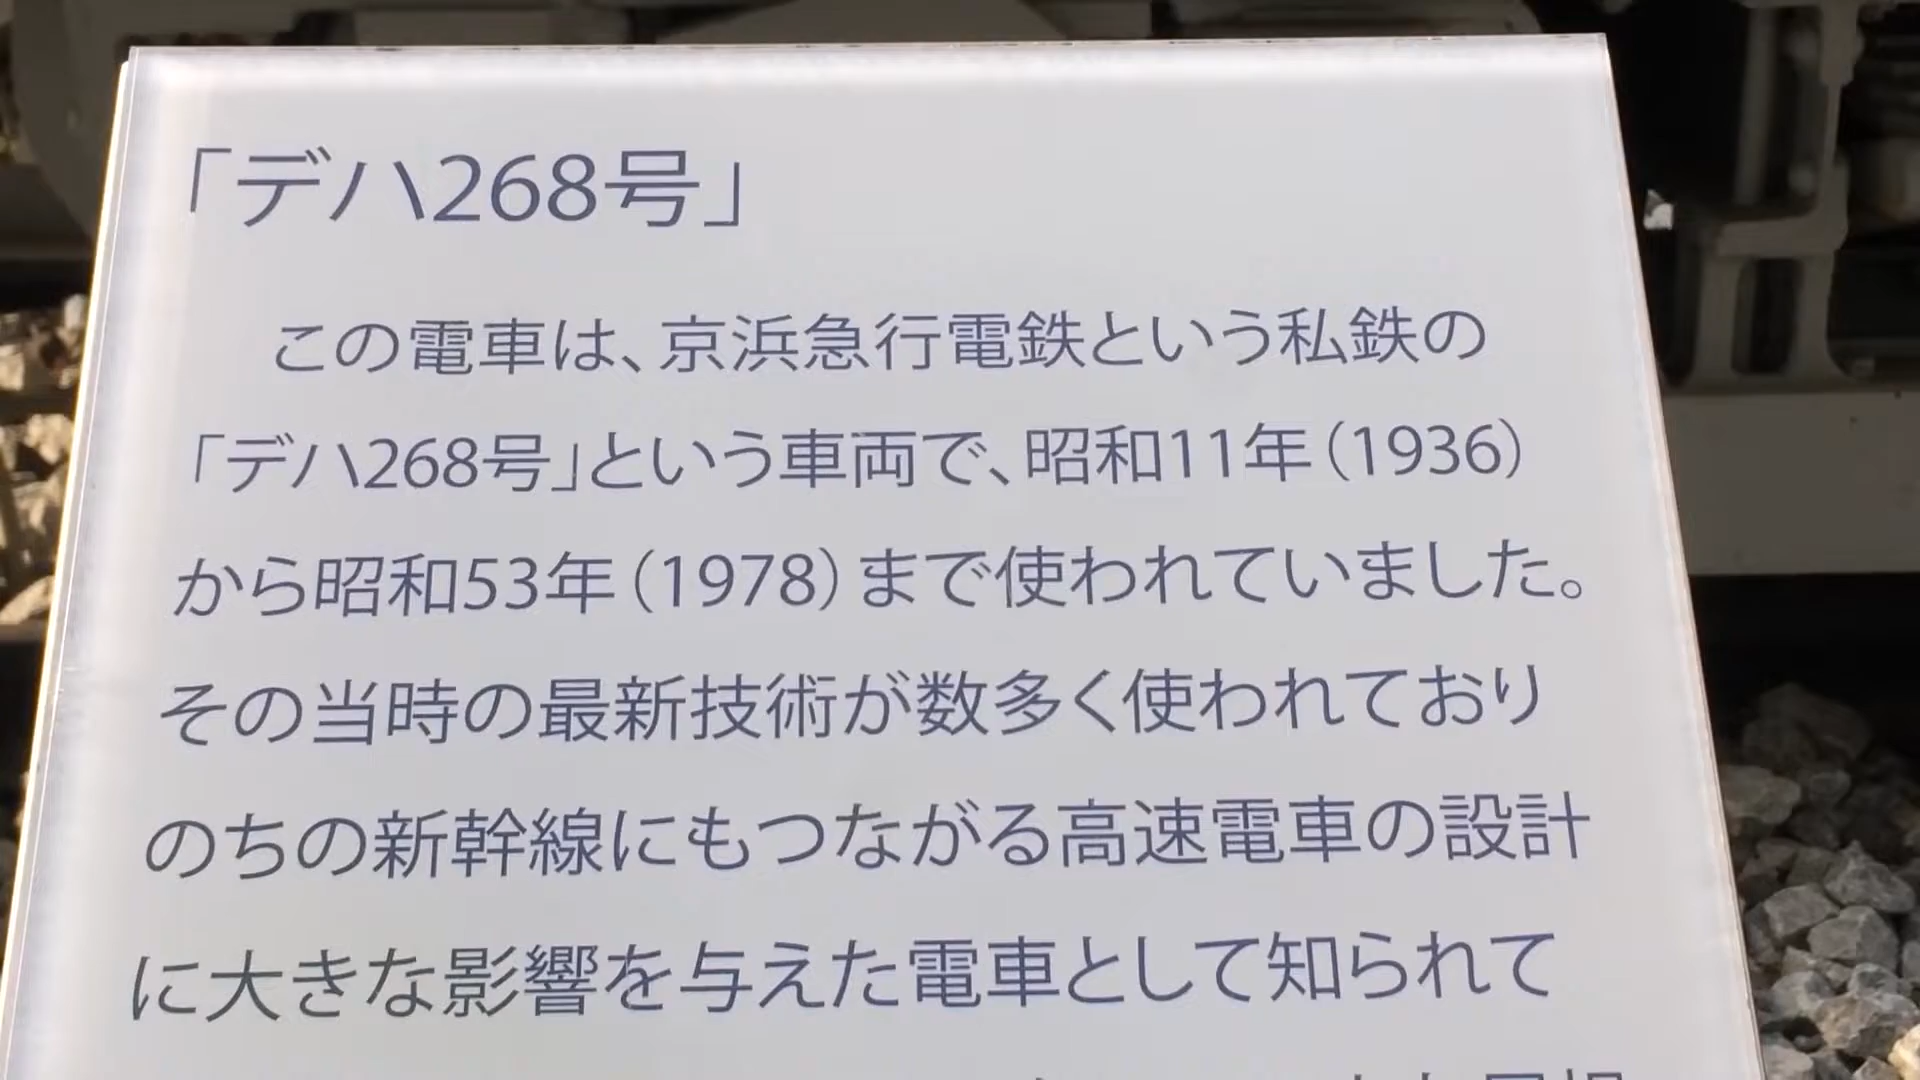 「デハ268号」
この電車は、京浜急行電鉄という私鉄の
「デハ268号」という車両で、昭和11年(1936)
から昭和53年(1978)まで使われていました。
その当時の最新技術が数多く使われており
のちの新幹線にもつながる高速電車の設計
に大きな影響を与えた電車として知られて